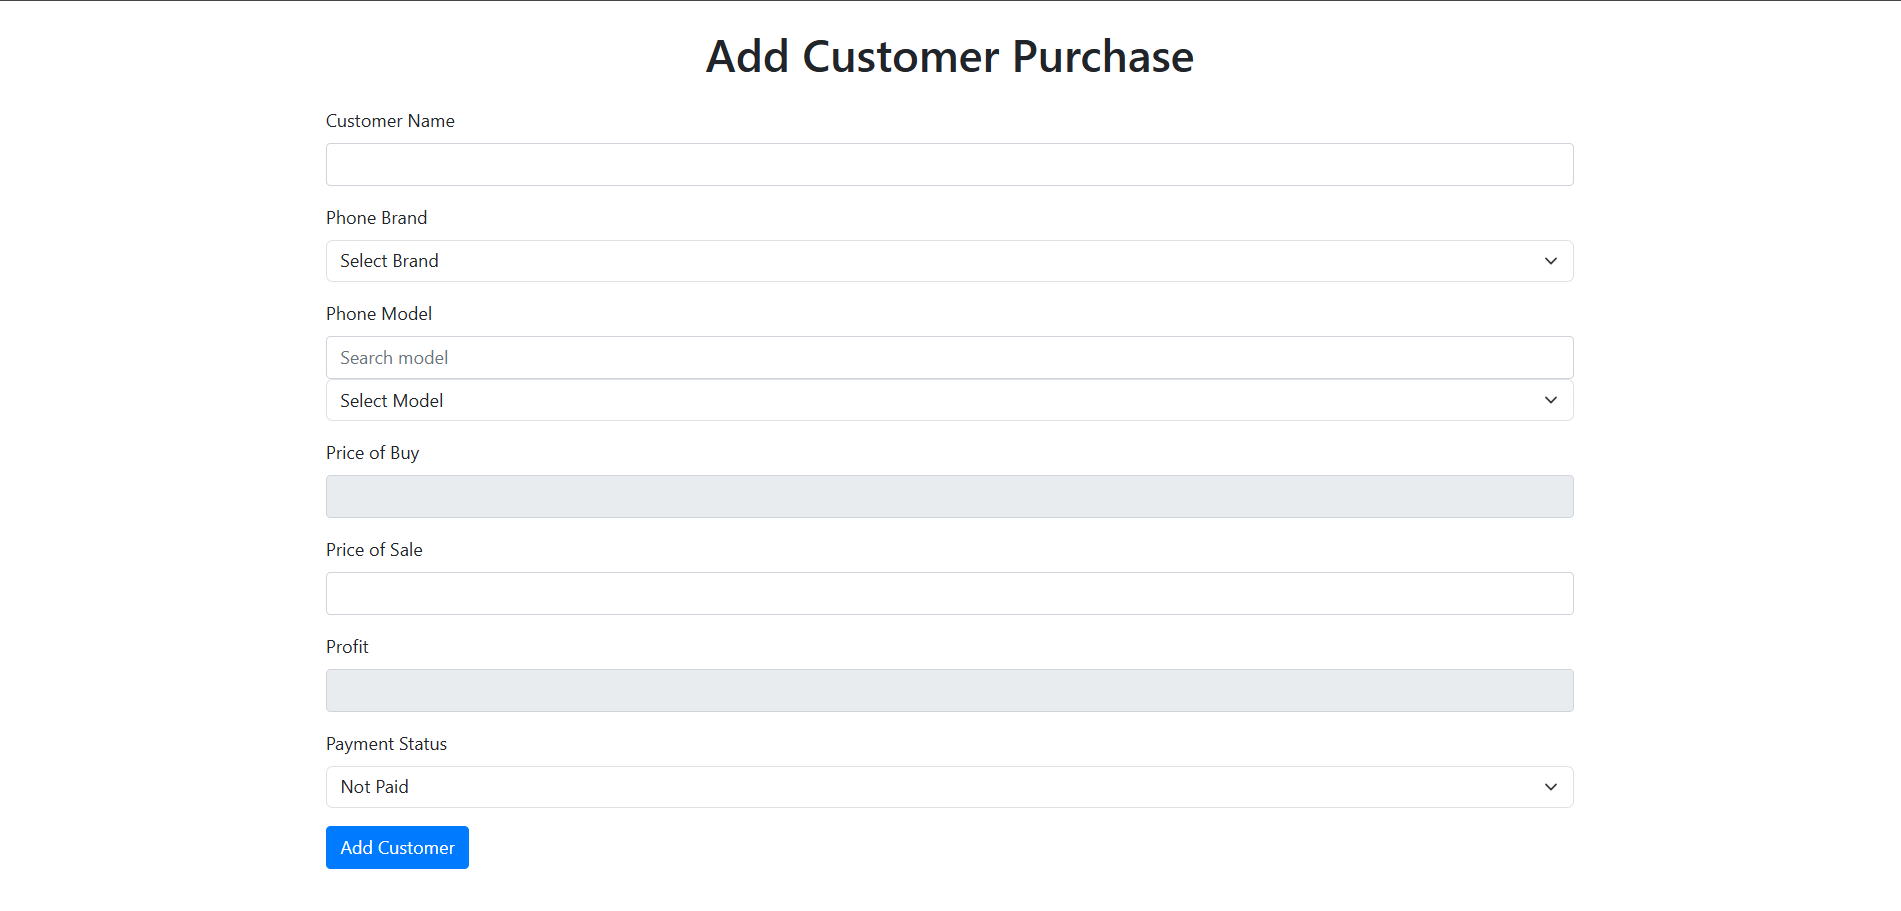 Add Customer Purchase
Customer Name
Phone Brand
Select Brand
Phone Model
Search model
Select Model
Price of Buy
Price of Sale
Profit
Payment Status
Not Paid
Add Customer